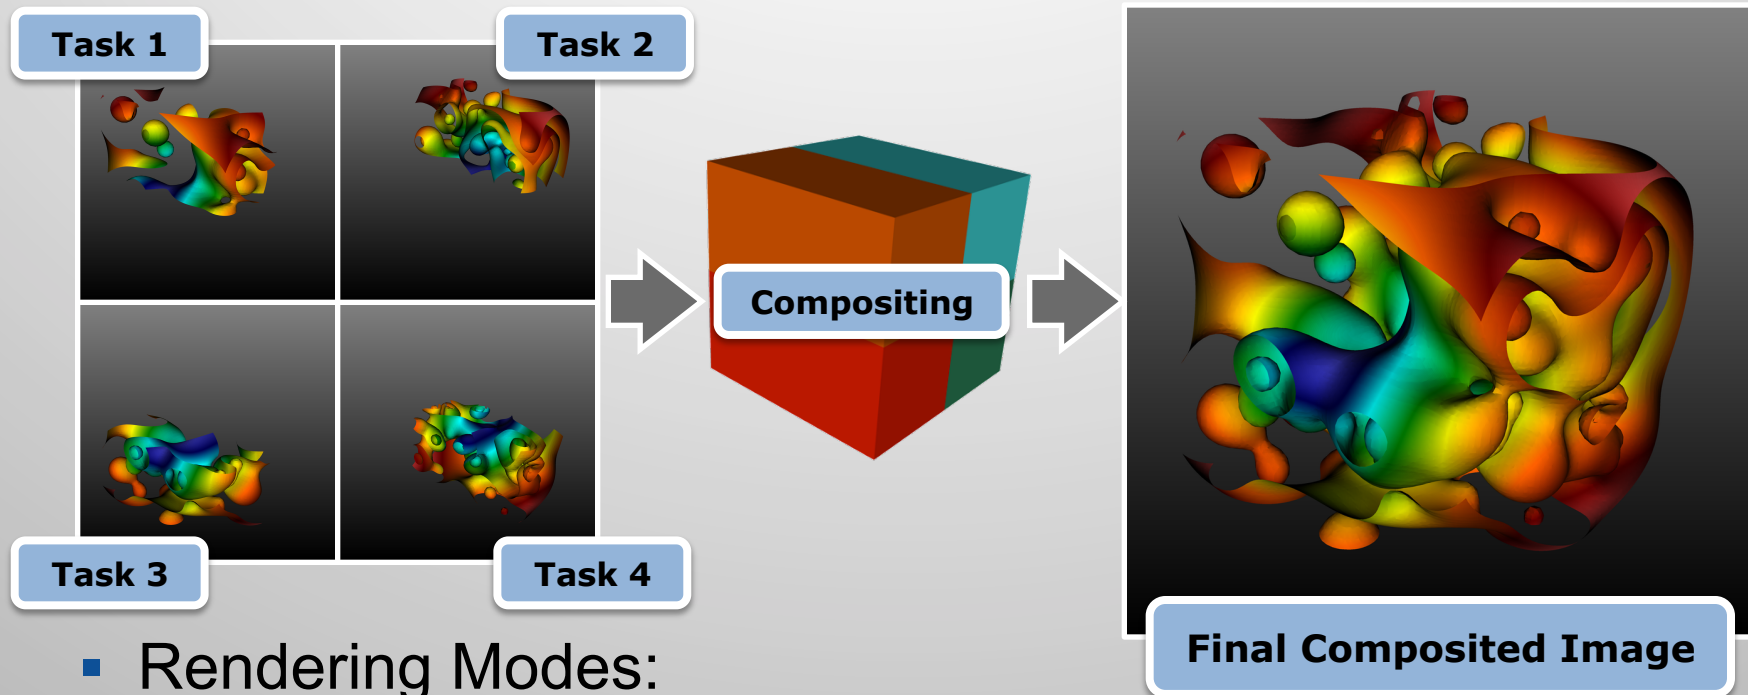 Task 1
Task 2
Compositing
Task 3
Task 4
Final Composited Image
▪ Rendering Modes: